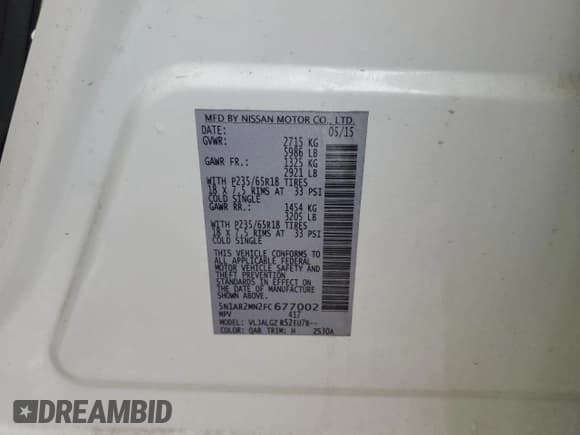 MFD BY NISSAN MOTOR CO., LTD.
DATE: 05/15
GVWR: 2715 KG
5986 LB
GAWR FR.: 1325 KG
2921 LB
WITH P235/65R18 TIRES
18 X 7.5 RIMS AT 33 PSI
COLD SINGLE
GAWR RR.: 1454 KG
3205 LB
WITH P235/65R18 TIRES
18 X 7.5 RIMS AT 33 PSI
COLD SINGLE
THIS VEHICLE CONFORMS TO
ALL APPLICABLE FEDERAL
MOTOR VEHICLE SAFETY AND
THEFT PREVENTION STANDARDS
IN EFFECT ON THE DATE OF
MANUFACTURE SHOWN ABOVE.
5N1AR2MN2FC677002
MPV 417
MODEL: VLJALGZ R52EU7B--
COLOR: QAB TRIM: H 2530A
DREAMBID